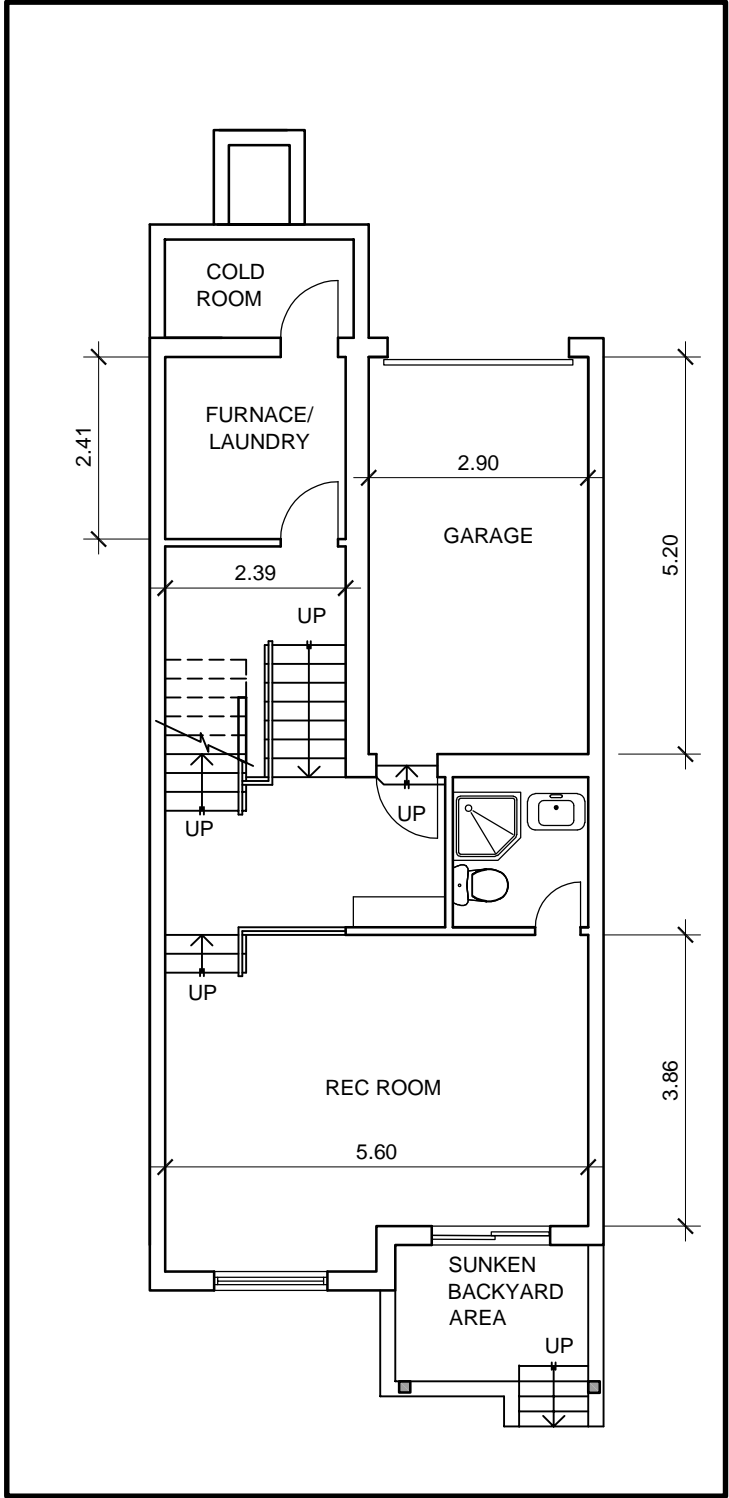 COLD
ROOM
FURNACE/
LAUNDRY
2.41
2.90
GARAGE
5.20
2.39
UP
UP
UP
UP
REC ROOM
3.86
5.60
SUNKEN
BACKYARD
AREA
UP